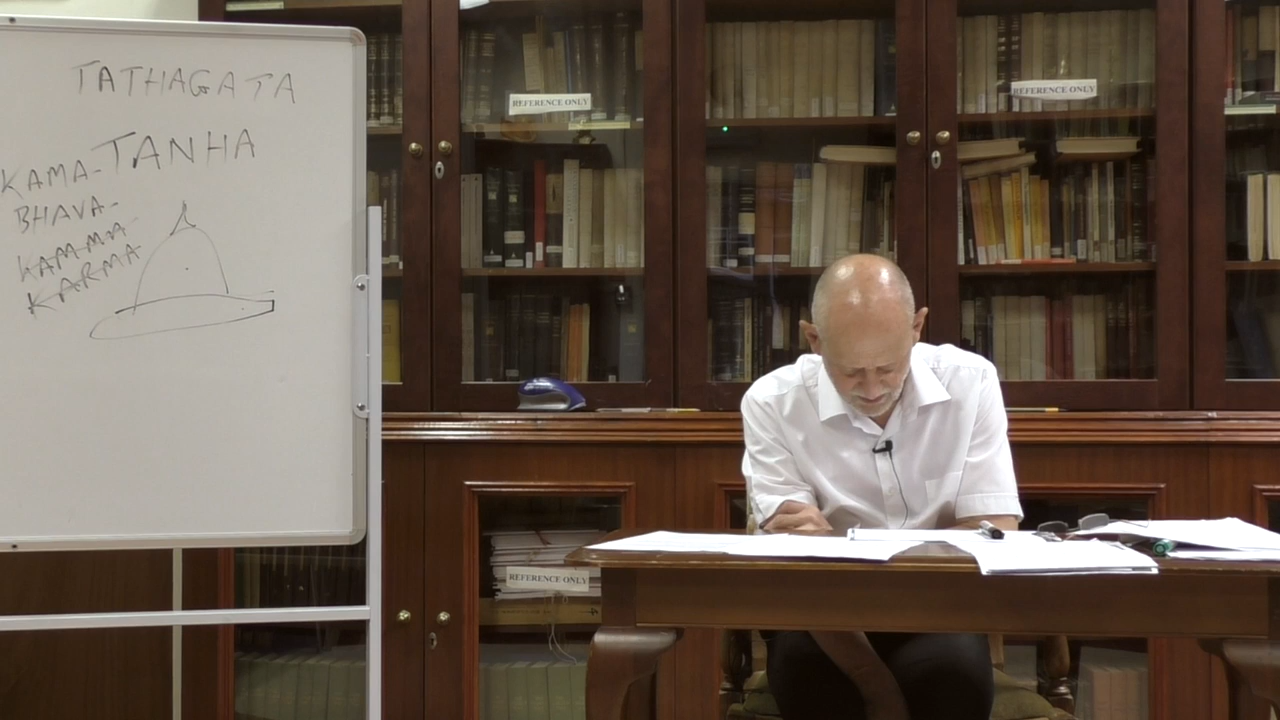 TATHAGATA
KAMA-TANHA
BHAVA-
KAMMA
KARMA
REFERENCE ONLY
REFERENCE ONLY
REFERENCE ONLY